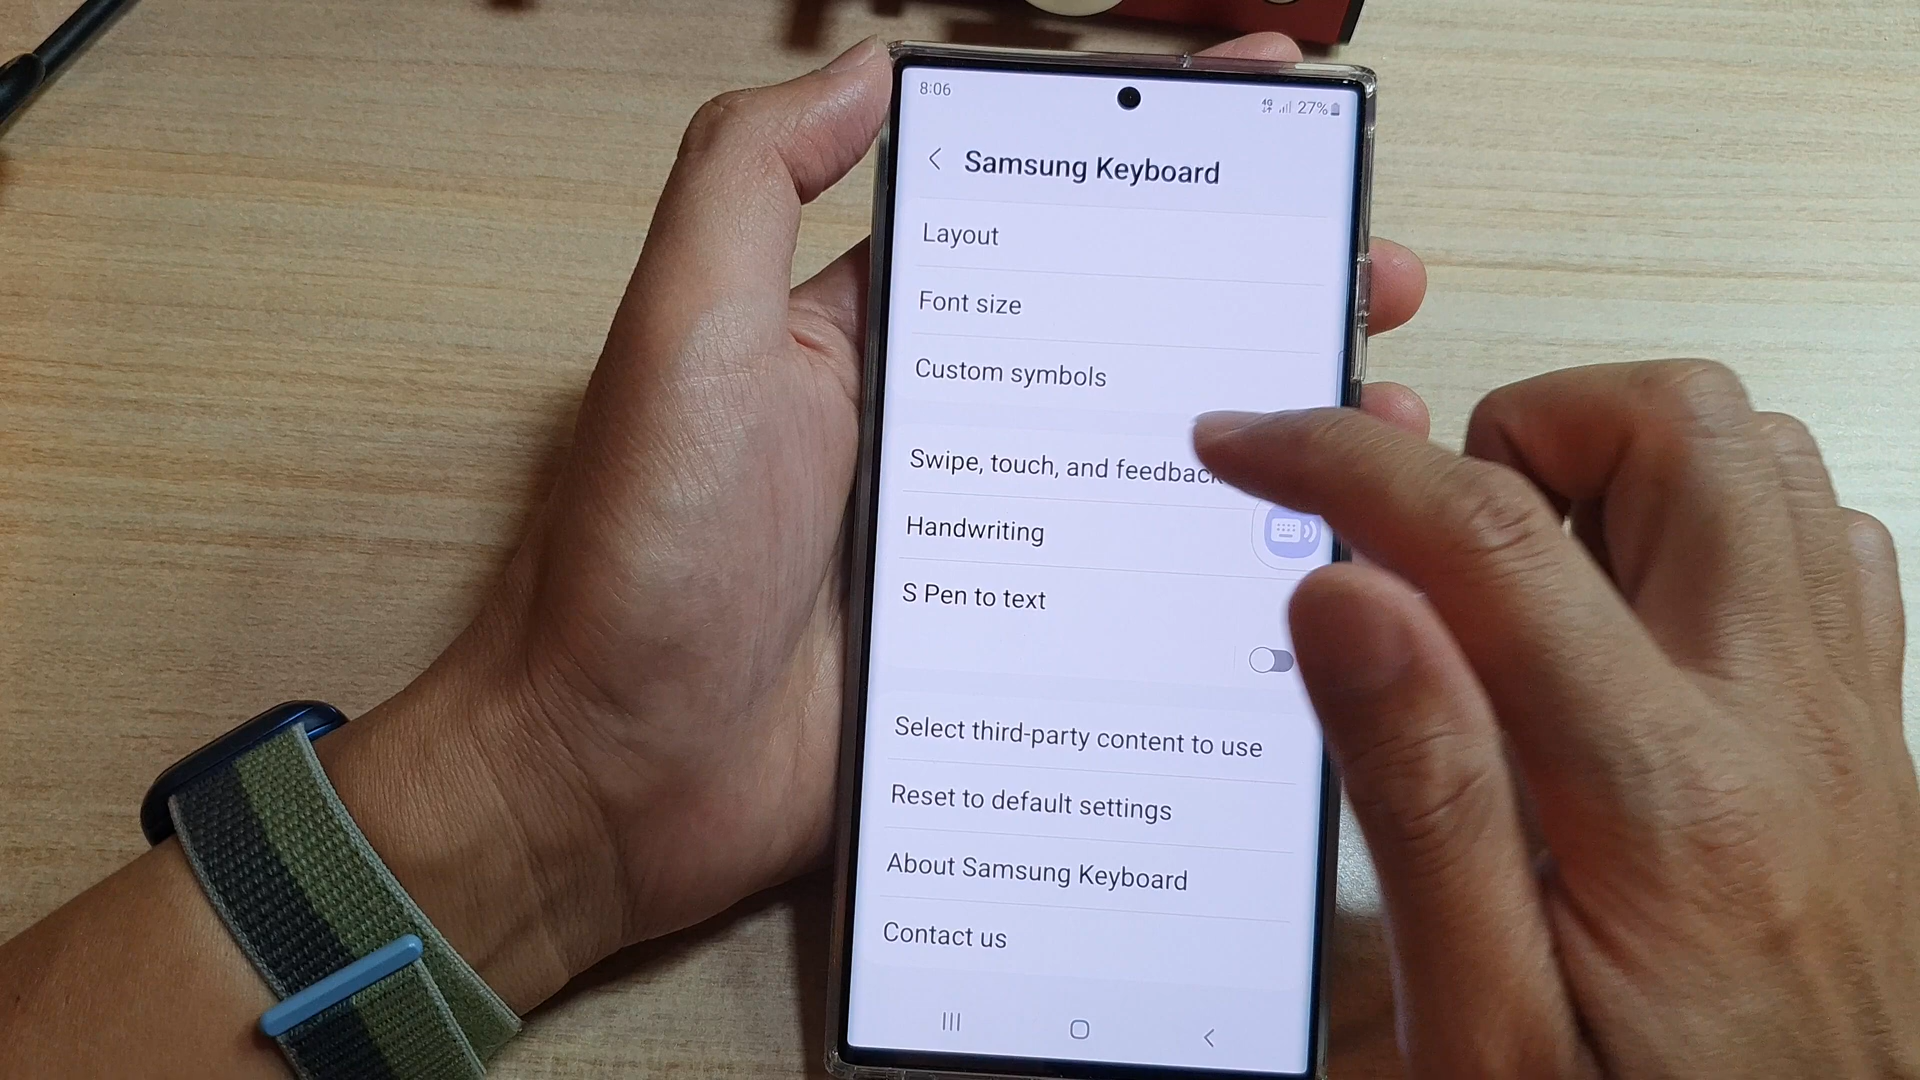 8:06
4G 27%
Samsung Keyboard
Layout
Font size
Custom symbols
Swipe, touch, and feedback
Handwriting
S Pen to text
Select third-party content to use
Reset to default settings
About Samsung Keyboard
Contact us